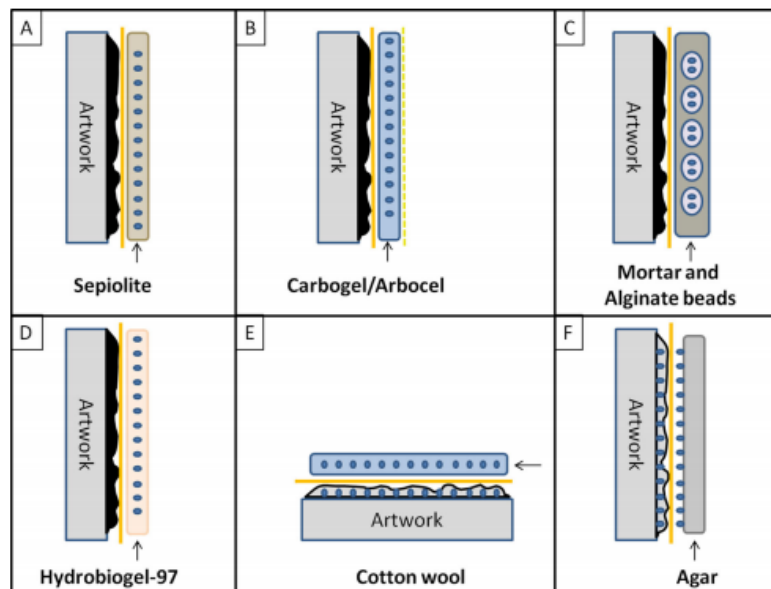 A
Artwork
Sepiolite
B
Artwork
Carbogel/Arbocel
C
Artwork
Mortar and
Alginate beads
D
Artwork
Hydrobiogel-97
E
Artwork
Cotton wool
F
Artwork
Agar